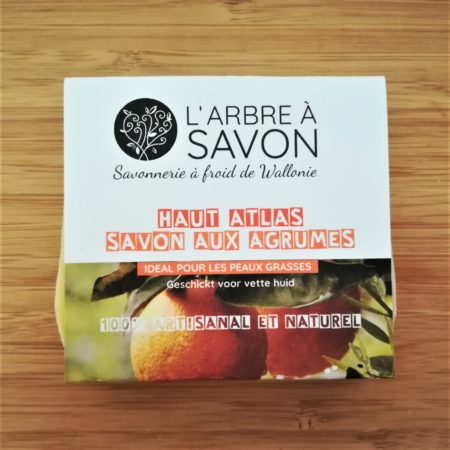 L'ARBRE À
SAVON
Savonnerie à froid de Wallonie
HAUT ATLAS
SAVON AUX AGRUMES
IDEAL POUR LES PEAUX GRASSES
Geschickt voor vette huid
100% ARTISANAL ET NATUREL